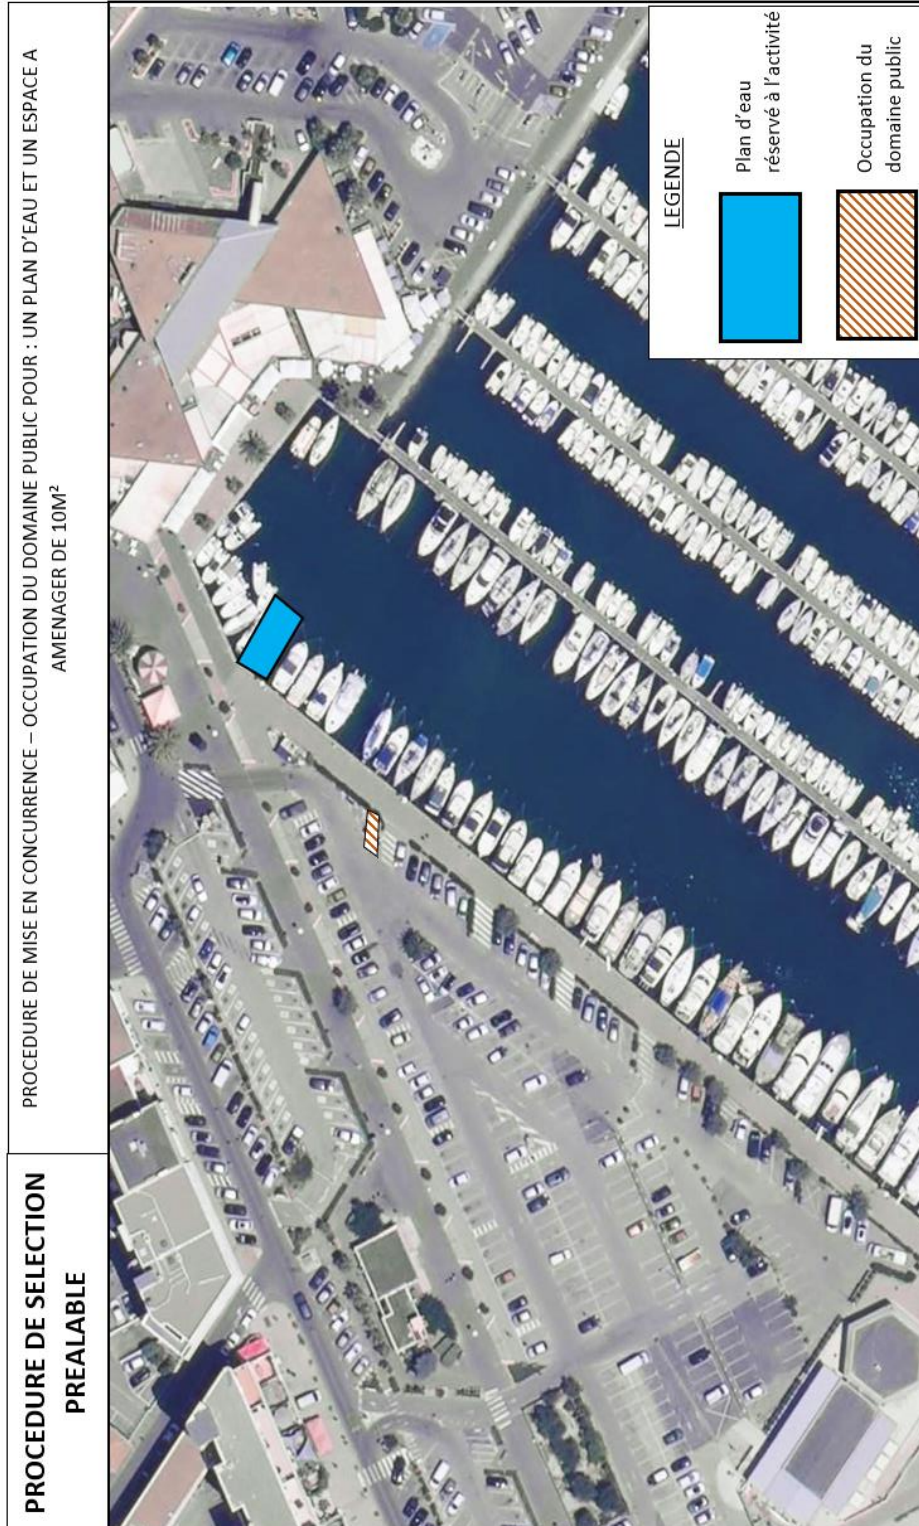 PROCEDURE DE SELECTION
PREALABLE
PROCEDURE DE MISE EN CONCURRENCE – OCCUPATION DU DOMAINE PUBLIC POUR : UN PLAN D'EAU ET UN ESPACE A
AMENAGER DE 10M²
LEGENDE
Plan d'eau
réservé à l'activité
Occupation du
domaine public